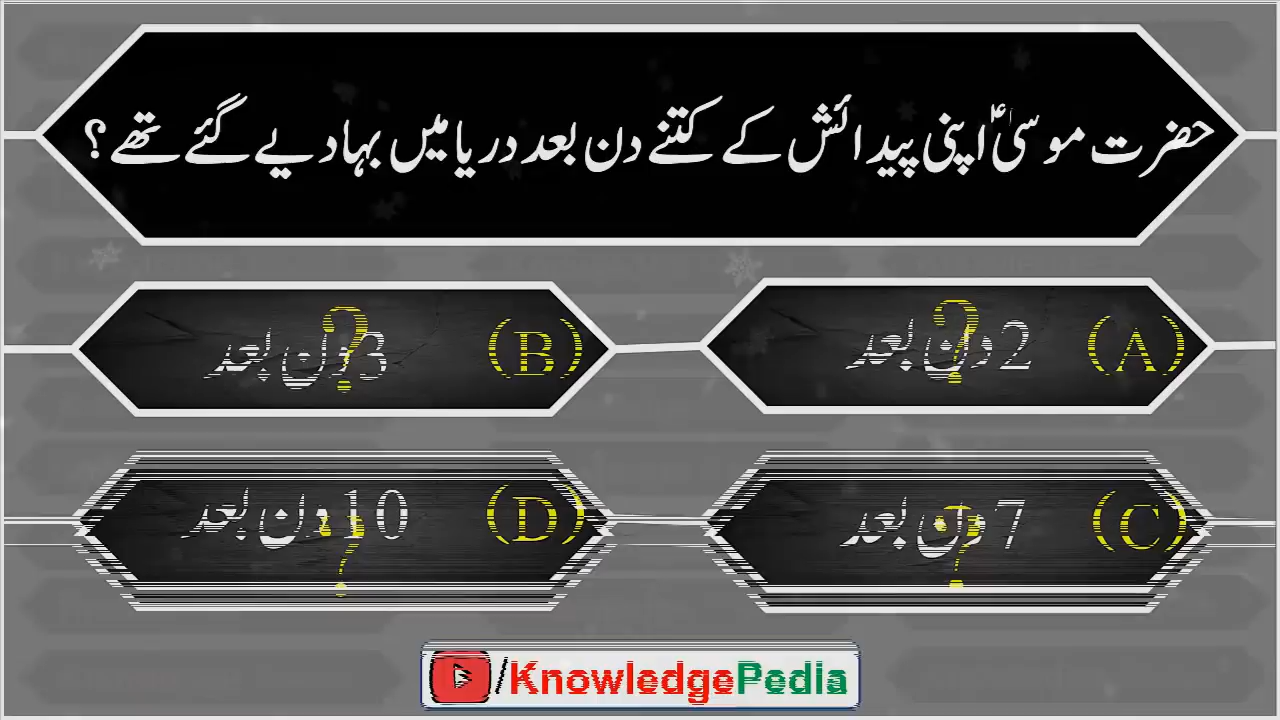 حضرت موسیٰؑ اپنی پیدائش کے کتنے دن بعد دریا میں بہا دیے گئے تھے؟
(A) 2 دن بعد ?
(B) 3 دن بعد ?
(C) 7 دن بعد ?
(D) 10 دن بعد ?
/KnowledgePedia